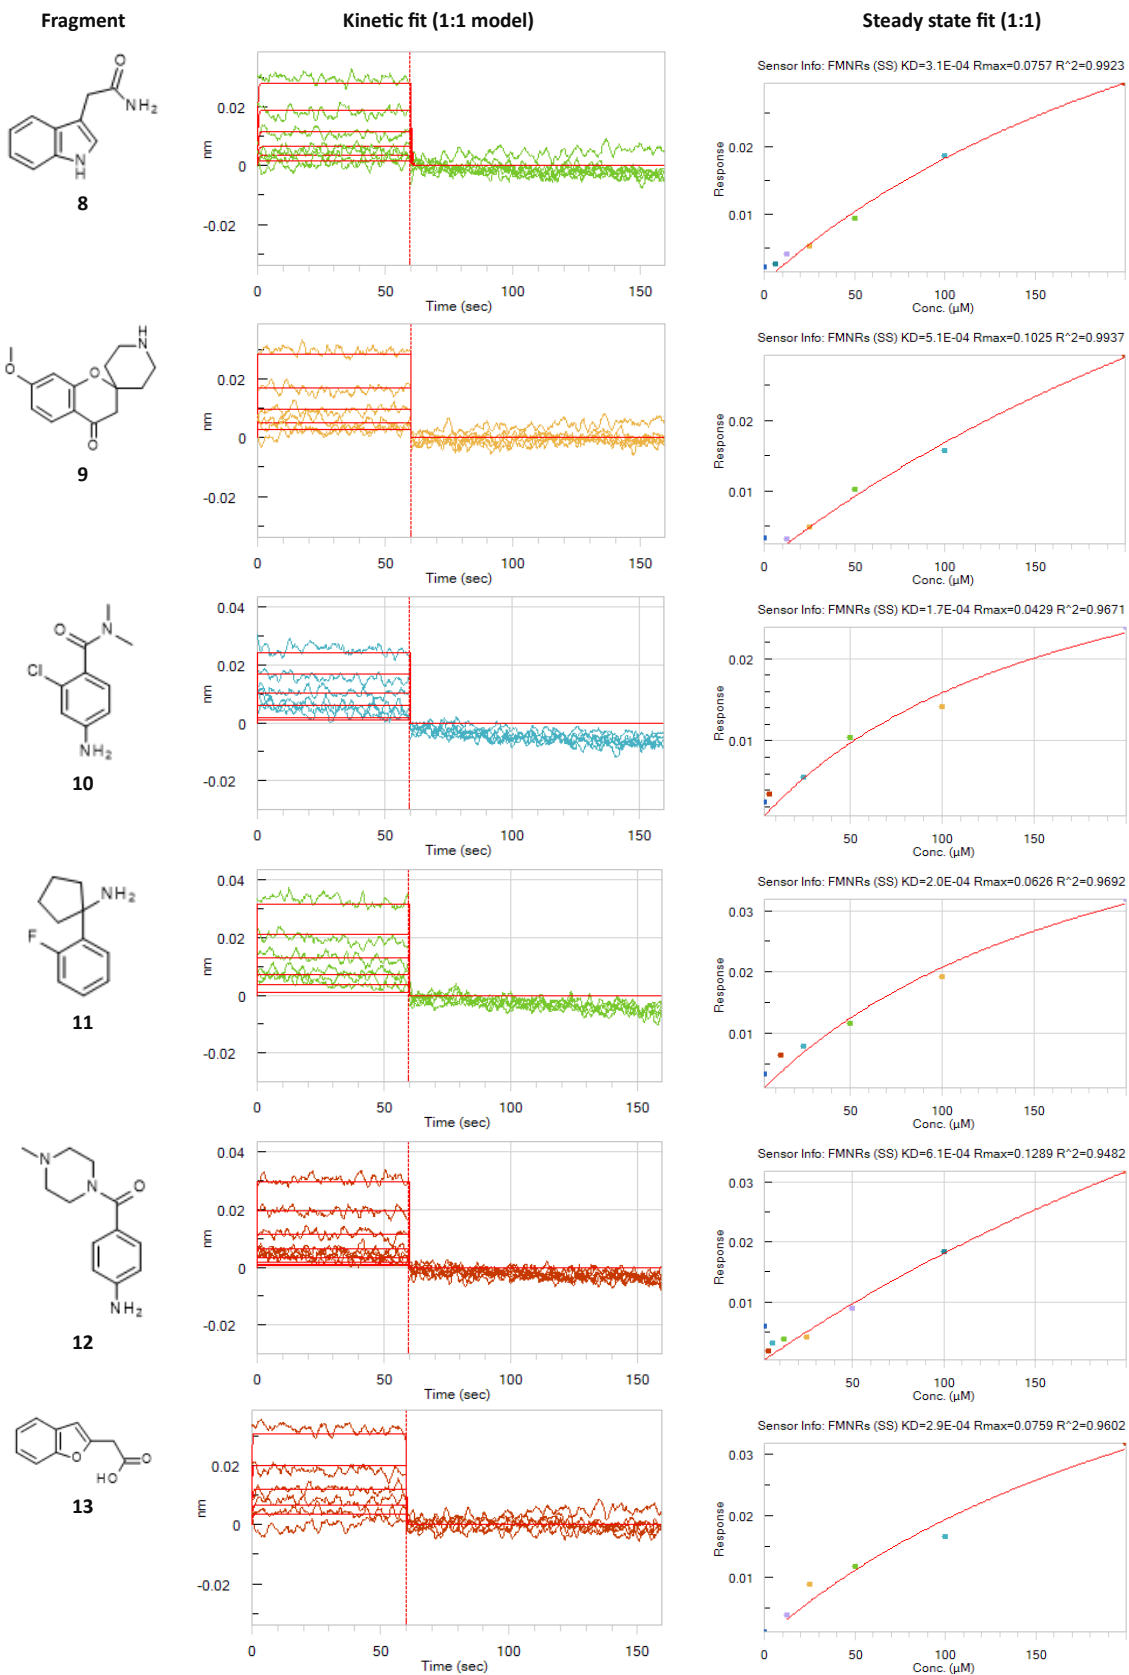 Fragment Kinetic fit (1:1 model) Steady state fit (1:1)
O
NH₂
N
H
8
0.02
0
-0.02
nm
0 50 100 150
Time (sec)
Sensor Info: FMNRs (SS) KD=3.1E-04 Rmax=0.0757 R^2=0.9923
0.02
0.01
Response
0 50 100 150
Conc. (µM)
H
N
O
O
O
9
0.02
0
-0.02
nm
0 50 100 150
Time (sec)
Sensor Info: FMNRs (SS) KD=5.1E-04 Rmax=0.1025 R^2=0.9937
0.02
0.01
Response
0 50 100 150
Conc. (µM)
O
N
Cl
NH₂
10
0.04
0.02
0
-0.02
nm
0 50 100 150
Time (sec)
Sensor Info: FMNRs (SS) KD=1.7E-04 Rmax=0.0429 R^2=0.9671
0.02
0.01
Response
50 100 150
Conc. (µM)
NH₂
F
11
0.04
0.02
0
-0.02
nm
0 50 100 150
Time (sec)
Sensor Info: FMNRs (SS) KD=2.0E-04 Rmax=0.0626 R^2=0.9692
0.03
0.02
0.01
Response
50 100 150
Conc. (µM)
N
N
O
NH₂
12
0.04
0.02
0
-0.02
nm
0 50 100 150
Time (sec)
Sensor Info: FMNRs (SS) KD=6.1E-04 Rmax=0.1289 R^2=0.9482
0.03
0.02
0.01
Response
50 100 150
Conc. (µM)
O
O
HO
13
0.02
0
-0.02
nm
0 50 100 150
Time (sec)
Sensor Info: FMNRs (SS) KD=2.9E-04 Rmax=0.0759 R^2=0.9602
0.03
0.02
0.01
Response
0 50 100 150
Conc. (µM)